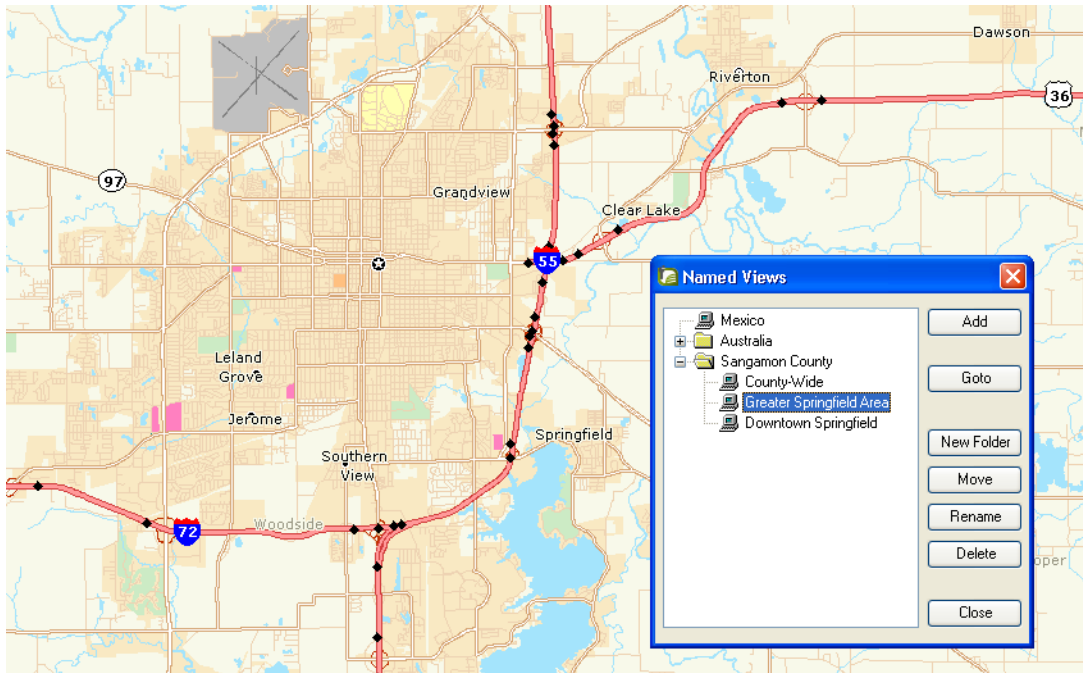 Dawson
Riverton
36
97
Grandview
Clear Lake
55
Leland
Grove
Jerome
Springfield
Southern
View
Woodside
72
Named Views
Mexico
Australia
Sangamon County
County-Wide
Greater Springfield Area
Downtown Springfield
Add
Goto
New Folder
Move
Rename
Delete
Close